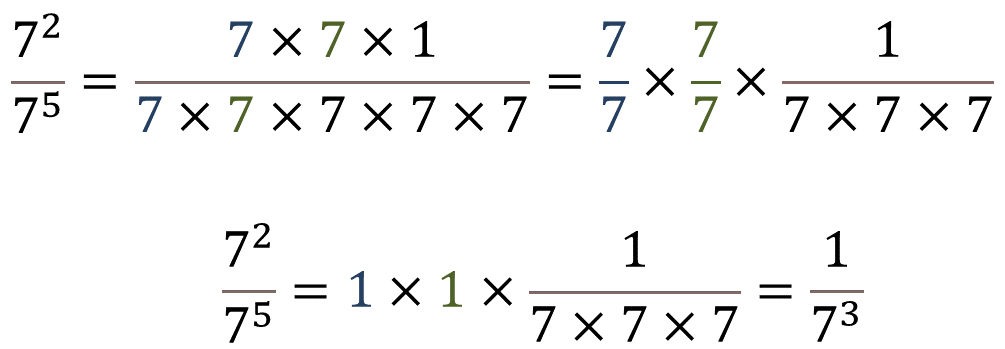 7²/7⁵ = (7 × 7 × 1)/(7 × 7 × 7 × 7 × 7) = 7/7 × 7/7 × 1/(7 × 7 × 7)
7²/7⁵ = 1 × 1 × 1/(7 × 7 × 7) = 1/7³